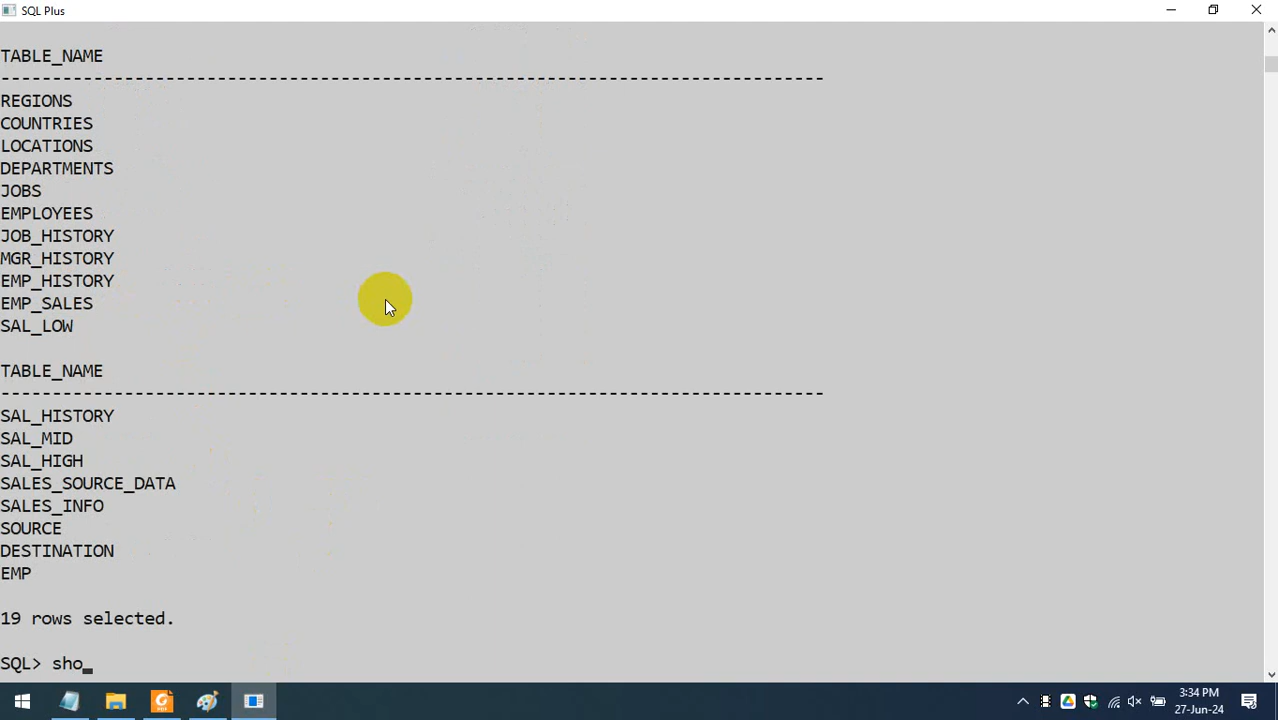 SQL Plus
TABLE_NAME
--------------------------------------------------------------------------------
REGIONS
COUNTRIES
LOCATIONS
DEPARTMENTS
JOBS
EMPLOYEES
JOB_HISTORY
MGR_HISTORY
EMP_HISTORY
EMP_SALES
SAL_LOW
TABLE_NAME
--------------------------------------------------------------------------------
SAL_HISTORY
SAL_MID
SAL_HIGH
SALES_SOURCE_DATA
SALES_INFO
SOURCE
DESTINATION
EMP
19 rows selected.
SQL> sho_
PDF
3:34 PM
27-Jun-24